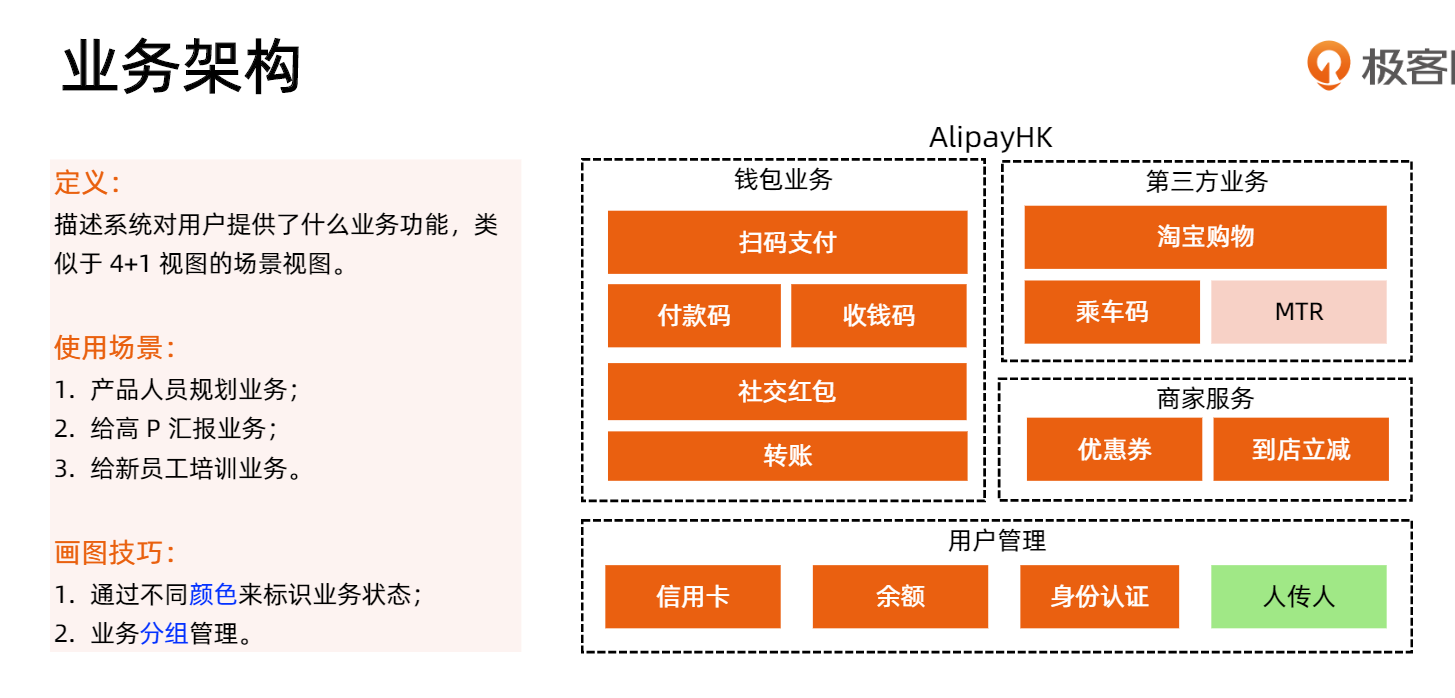 业务架构
极客
定义：
描述系统对用户提供了什么业务功能，类
似于 4+1 视图的场景视图。
使用场景：
1. 产品人员规划业务；
2. 给高 P 汇报业务；
3. 给新员工培训业务。
画图技巧：
1. 通过不同颜色来标识业务状态；
2. 业务分组管理。
AlipayHK
钱包业务
扫码支付
付款码
收钱码
社交红包
转账
第三方业务
淘宝购物
乘车码
MTR
商家服务
优惠券
到店立减
用户管理
信用卡
余额
身份认证
人传人